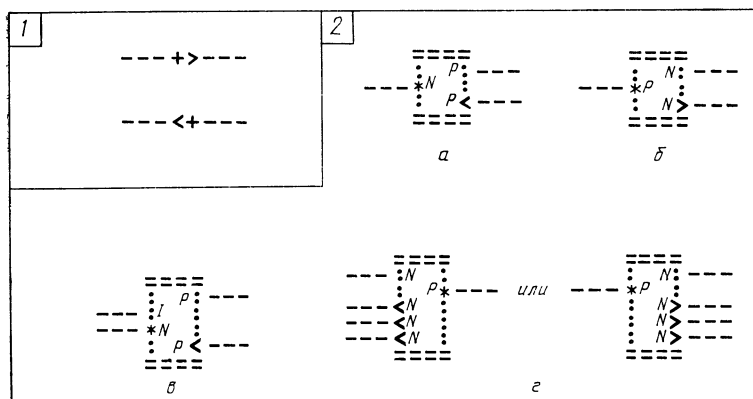 1
---+>---
---<+---
2
==== ====
P ---
--- *N
P < ---
а
N ---
--- *P
N > ---
б
P ---
--- I
--- *N
P < ---
в
--- N
P* --- или --- *P
N ---
--- < N
--- < N
--- < N
N > ---
N > ---
N > ---
г